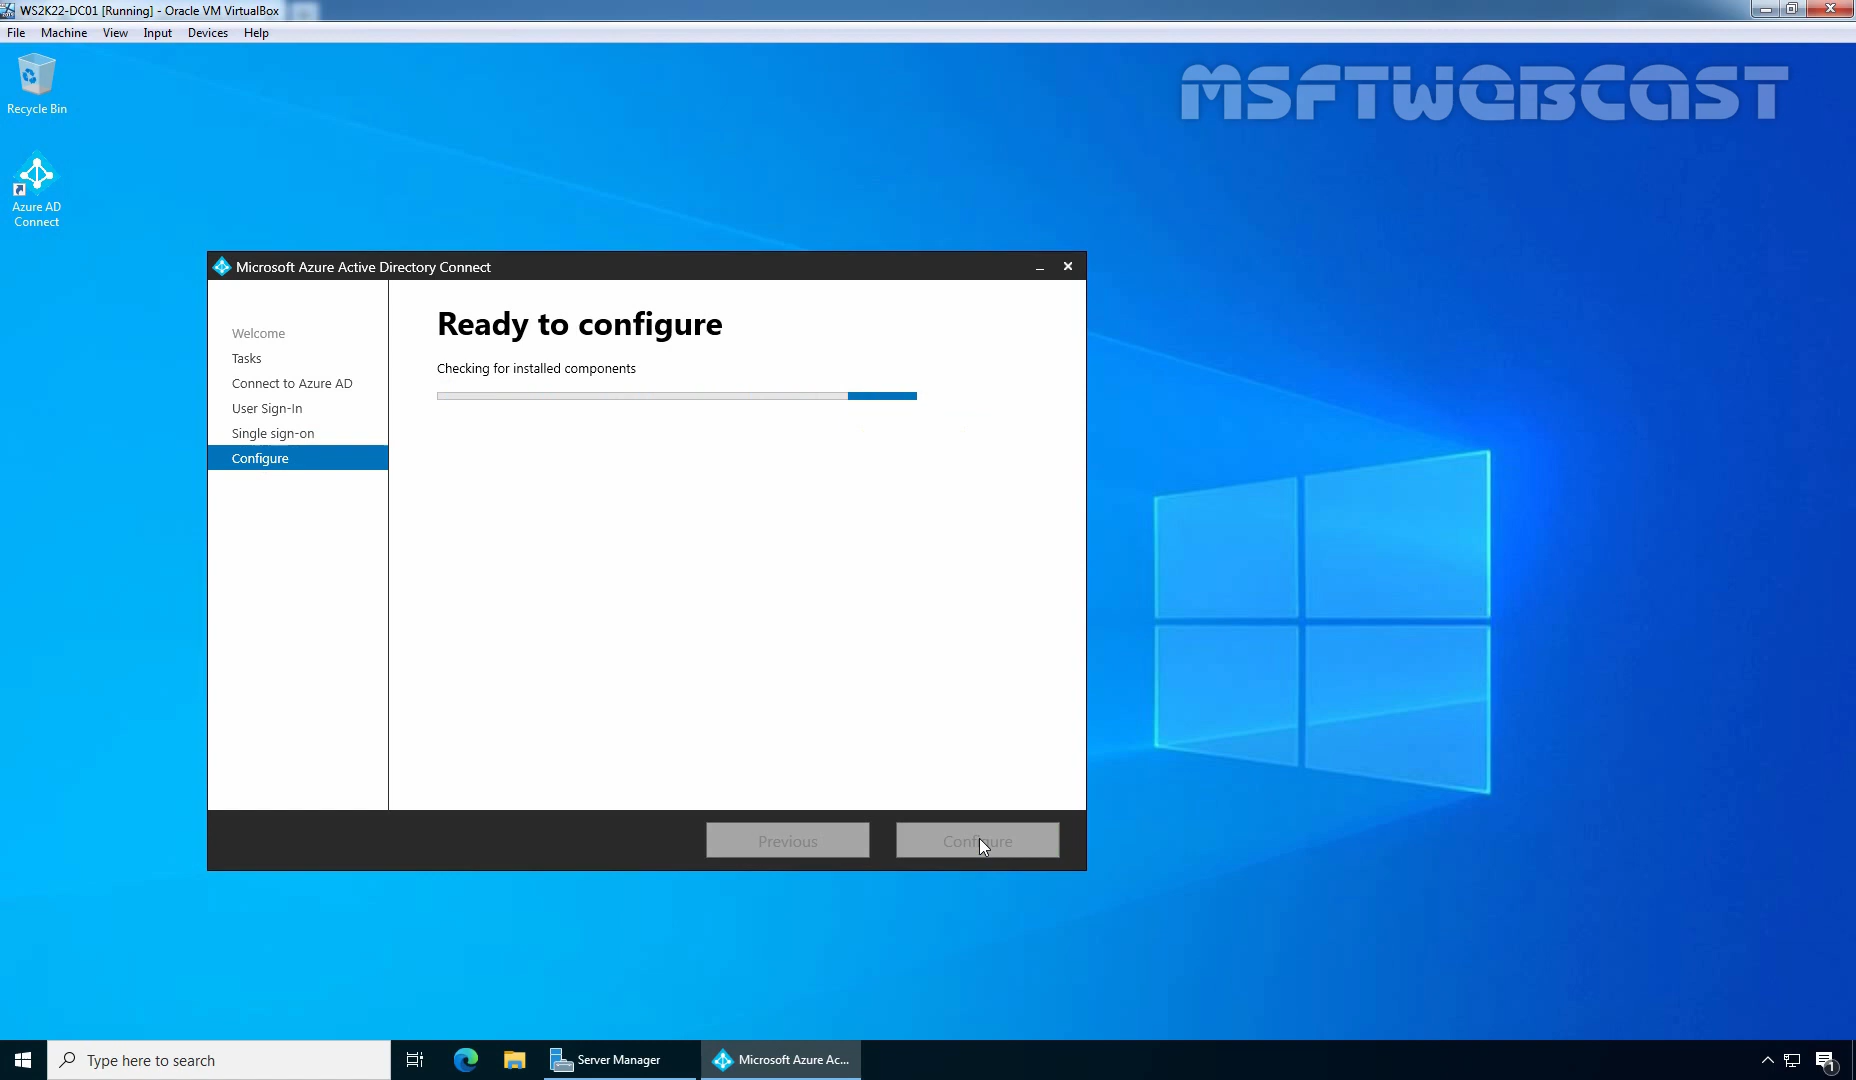 WS2K22-DC01 [Running] - Oracle VM VirtualBox
File Machine View Input Devices Help
MSFTWEBCAST
Recycle Bin
Azure AD
Connect
Microsoft Azure Active Directory Connect
Welcome
Tasks
Connect to Azure AD
User Sign-In
Single sign-on
Configure
Ready to configure
Checking for installed components
Previous
Configure
Type here to search
Server Manager
Microsoft Azure Ac...
1